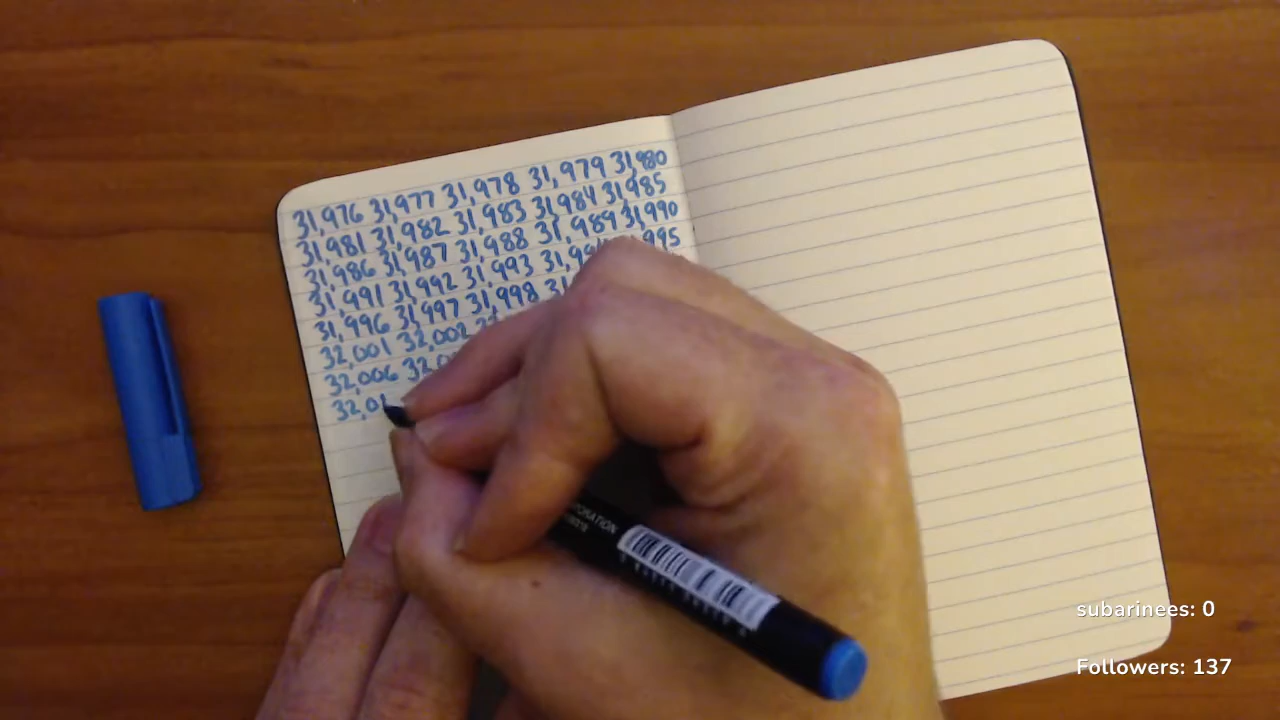 31,976 31,977 31,978 31,979 31,980
31,981 31,982 31,983 31,984 31,985
31,986 31,987 31,988 31,989 31,990
31,991 31,992 31,993
31,996 31,997 31,998
32,001 32,002
32,006
subarinees: 0
Followers: 137